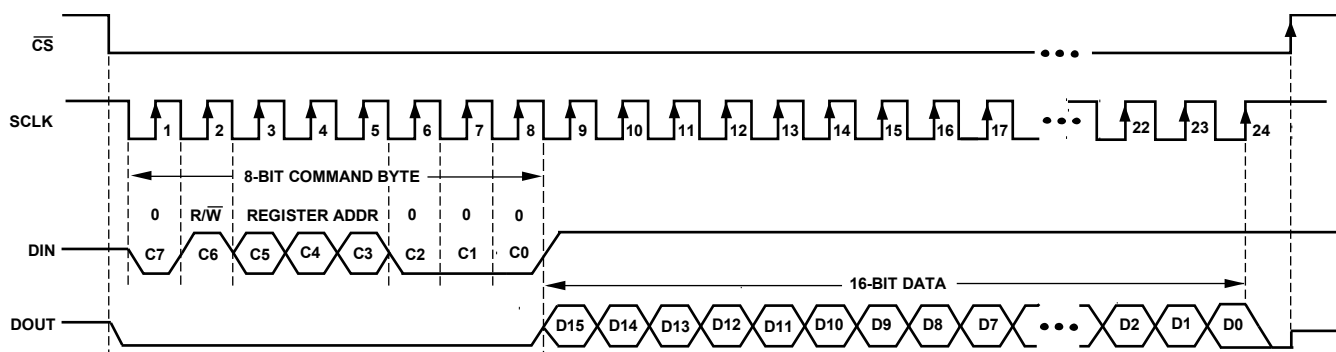 CS
SCLK
1 2 3 4 5 6 7 8 9 10 11 12 13 14 15 16 17 22 23 24
8-BIT COMMAND BYTE
0 R/W REGISTER ADDR 0 0 0
DIN
C7 C6 C5 C4 C3 C2 C1 C0
16-BIT DATA
DOUT
D15 D14 D13 D12 D11 D10 D9 D8 D7 D2 D1 D0